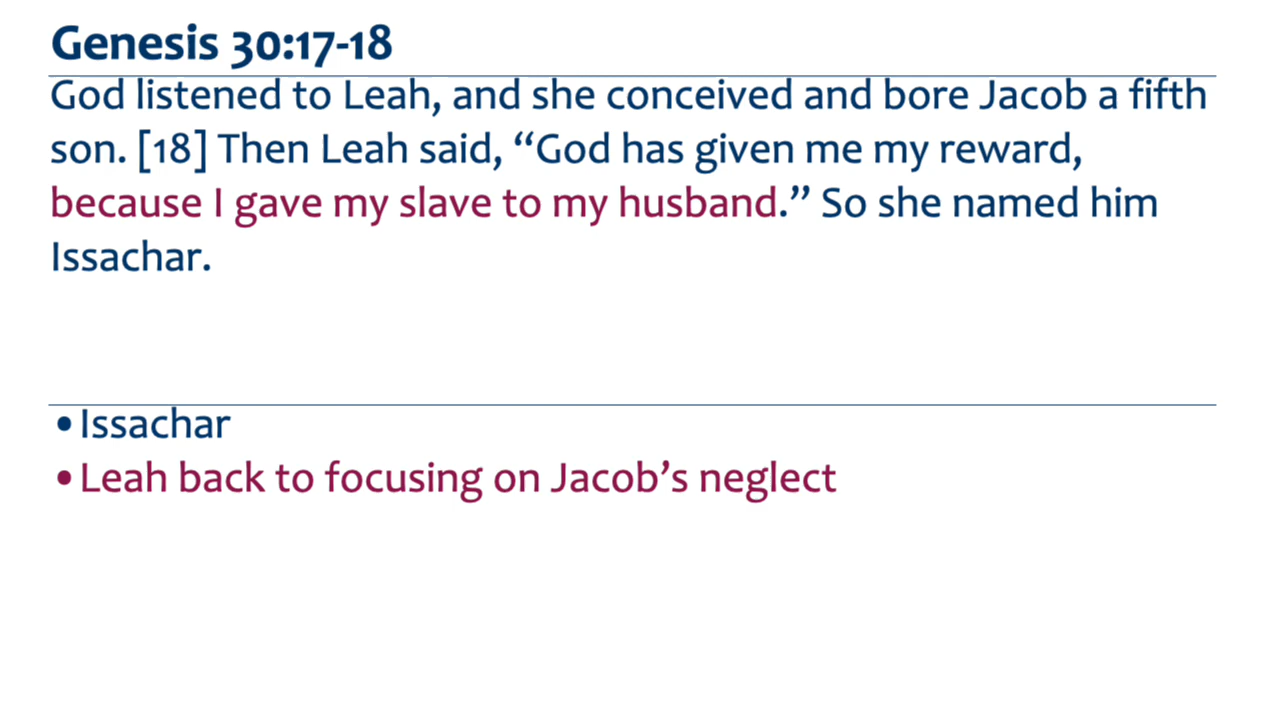 Genesis 30:17-18
God listened to Leah, and she conceived and bore Jacob a fifth
son. [18] Then Leah said, “God has given me my reward,
because I gave my slave to my husband.” So she named him
Issachar.
•Issachar
•Leah back to focusing on Jacob’s neglect